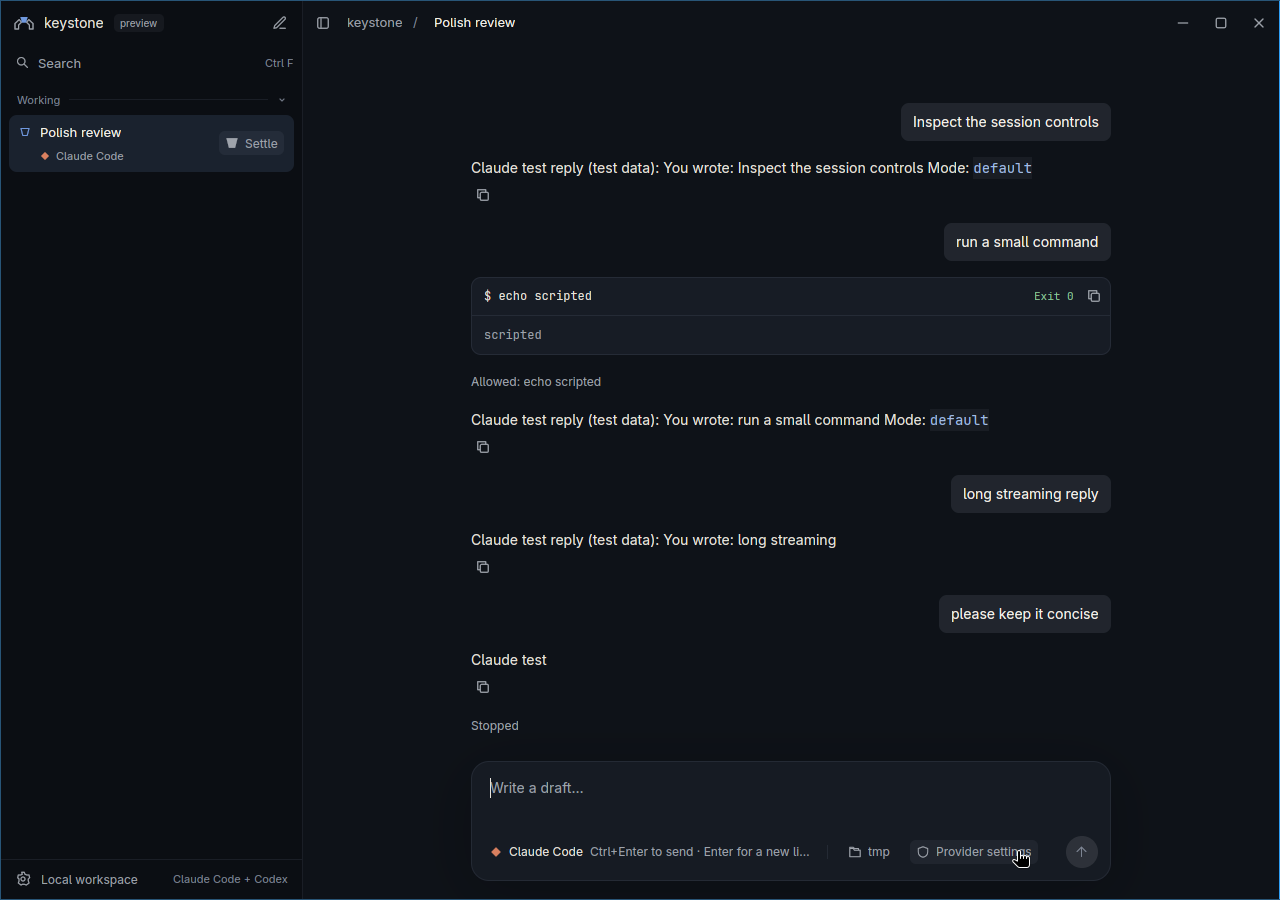 keystone preview
keystone / Polish review
Search Ctrl F
Working
Polish review
Claude Code
Settle
Inspect the session controls
Claude test reply (test data): You wrote: Inspect the session controls Mode: default
run a small command
$ echo scripted Exit 0
scripted
Allowed: echo scripted
Claude test reply (test data): You wrote: run a small command Mode: default
long streaming reply
Claude test reply (test data): You wrote: long streaming
please keep it concise
Claude test
Stopped
Write a draft...
Claude Code Ctrl+Enter to send · Enter for a new li... tmp Provider settings
Local workspace Claude Code + Codex